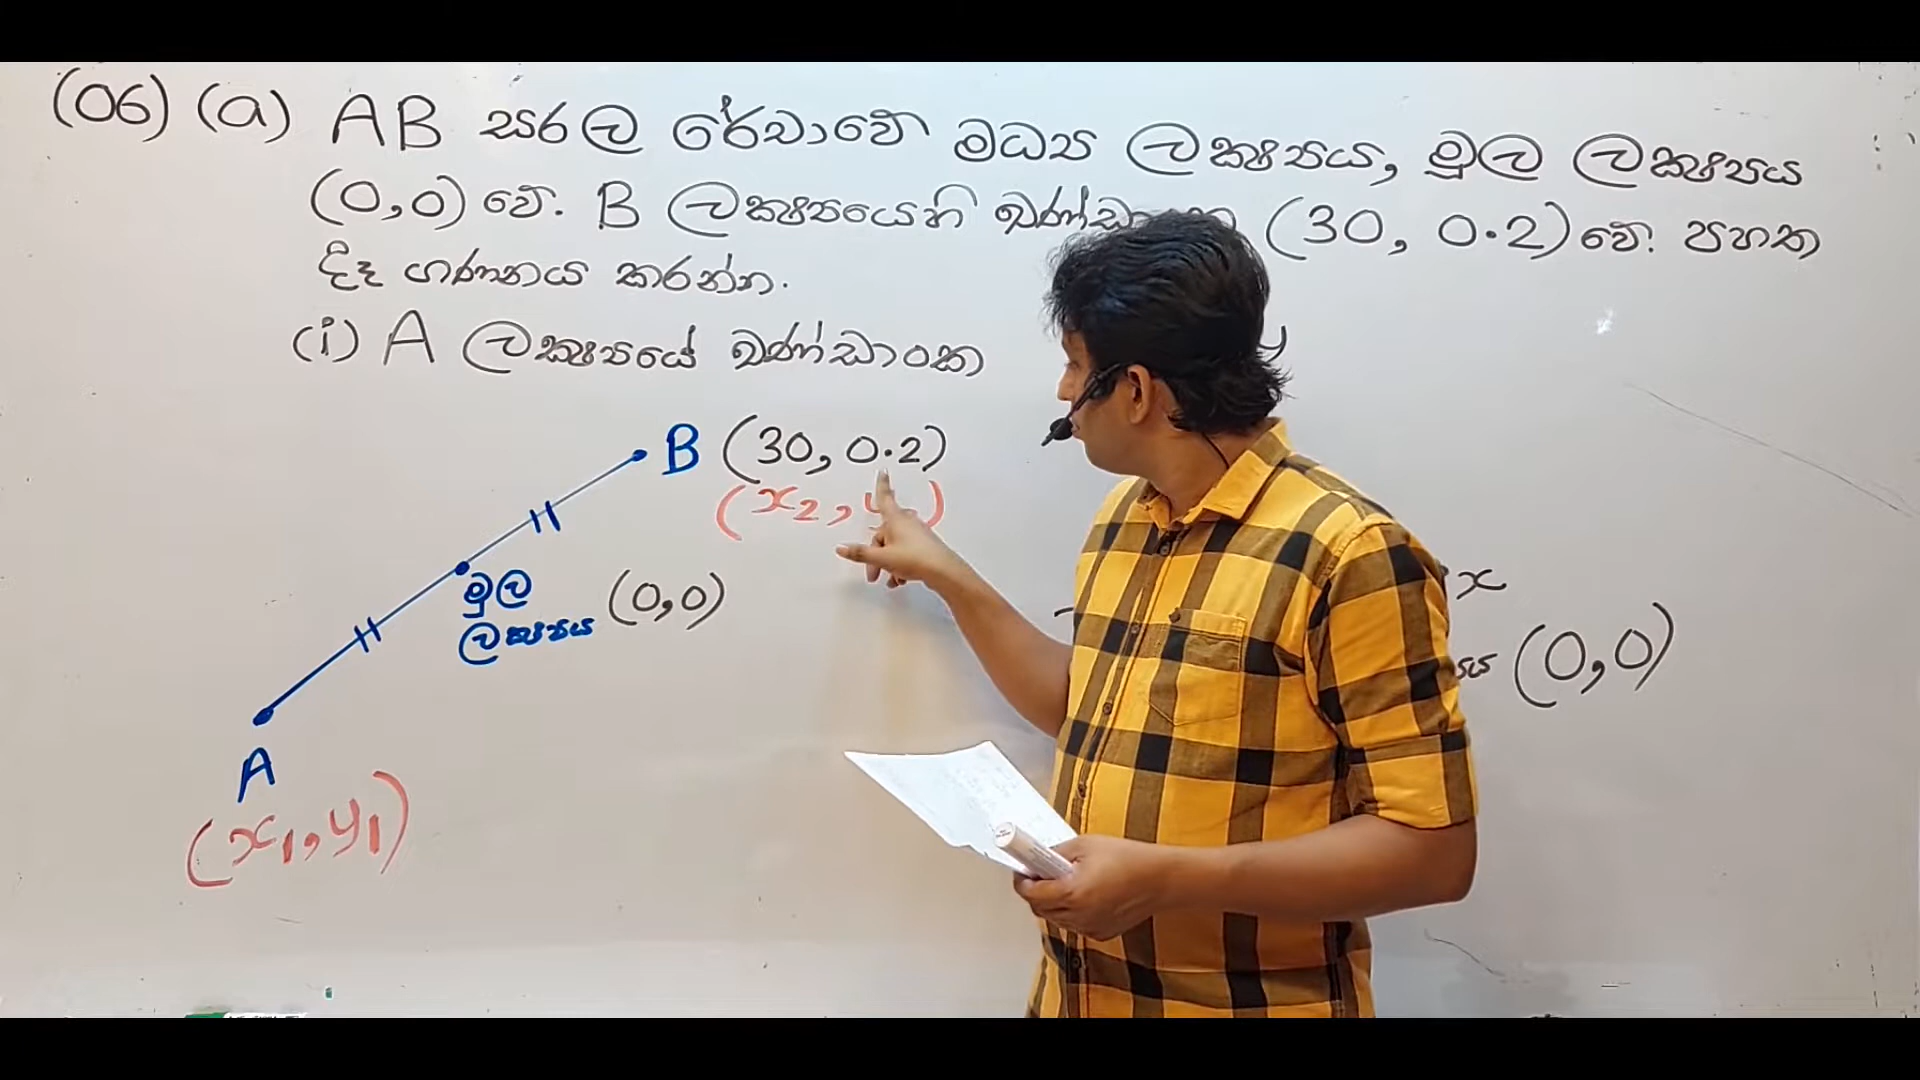 (06) (a) AB සරල රේඛාවේ මධ්‍ය ලක්ෂ්‍යය, මූල ලක්ෂ්‍යය
(0,0) වේ. B ලක්ෂ්‍යයෙහි (30, 0.2) වේ. පහත
දිදෑ ගණනය කරන්න.
(i) A ලක්ෂ්‍යයේ ඛණ්ඩාංක
y
B (30, 0.2)
(x₂, y
මූල
ලක්ෂ්‍යය (0,0)
x
(0,0)
A
(x₁, y₁)